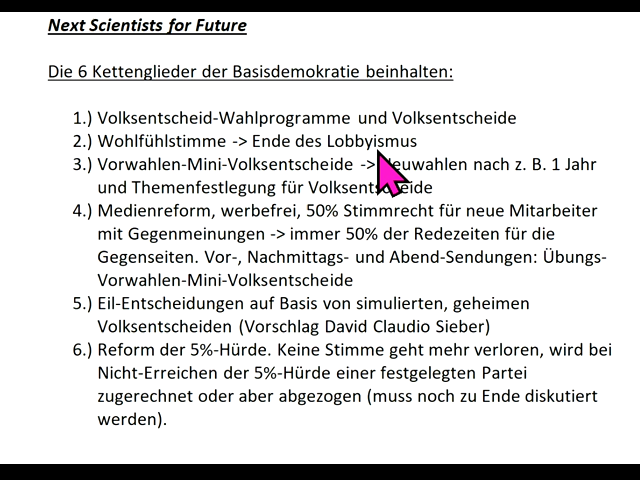 Next Scientists for Future
Die 6 Kettenglieder der Basisdemokratie beinhalten:
1.) Volksentscheid-Wahlprogramme und Volksentscheide
2.) Wohlfühlstimme -> Ende des Lobbyismus
3.) Vorwahlen-Mini-Volksentscheide -> Neuwahlen nach z. B. 1 Jahr
und Themenfestlegung für Volksentscheide
4.) Medienreform, werbefrei, 50% Stimmrecht für neue Mitarbeiter
mit Gegenmeinungen -> immer 50% der Redezeiten für die
Gegenseiten. Vor-, Nachmittags- und Abend-Sendungen: Übungs-
Vorwahlen-Mini-Volksentscheide
5.) Eil-Entscheidungen auf Basis von simulierten, geheimen
Volksentscheiden (Vorschlag David Claudio Sieber)
6.) Reform der 5%-Hürde. Keine Stimme geht mehr verloren, wird bei
Nicht-Erreichen der 5%-Hürde einer festgelegten Partei
zugerechnet oder aber abgezogen (muss noch zu Ende diskutiert
werden).